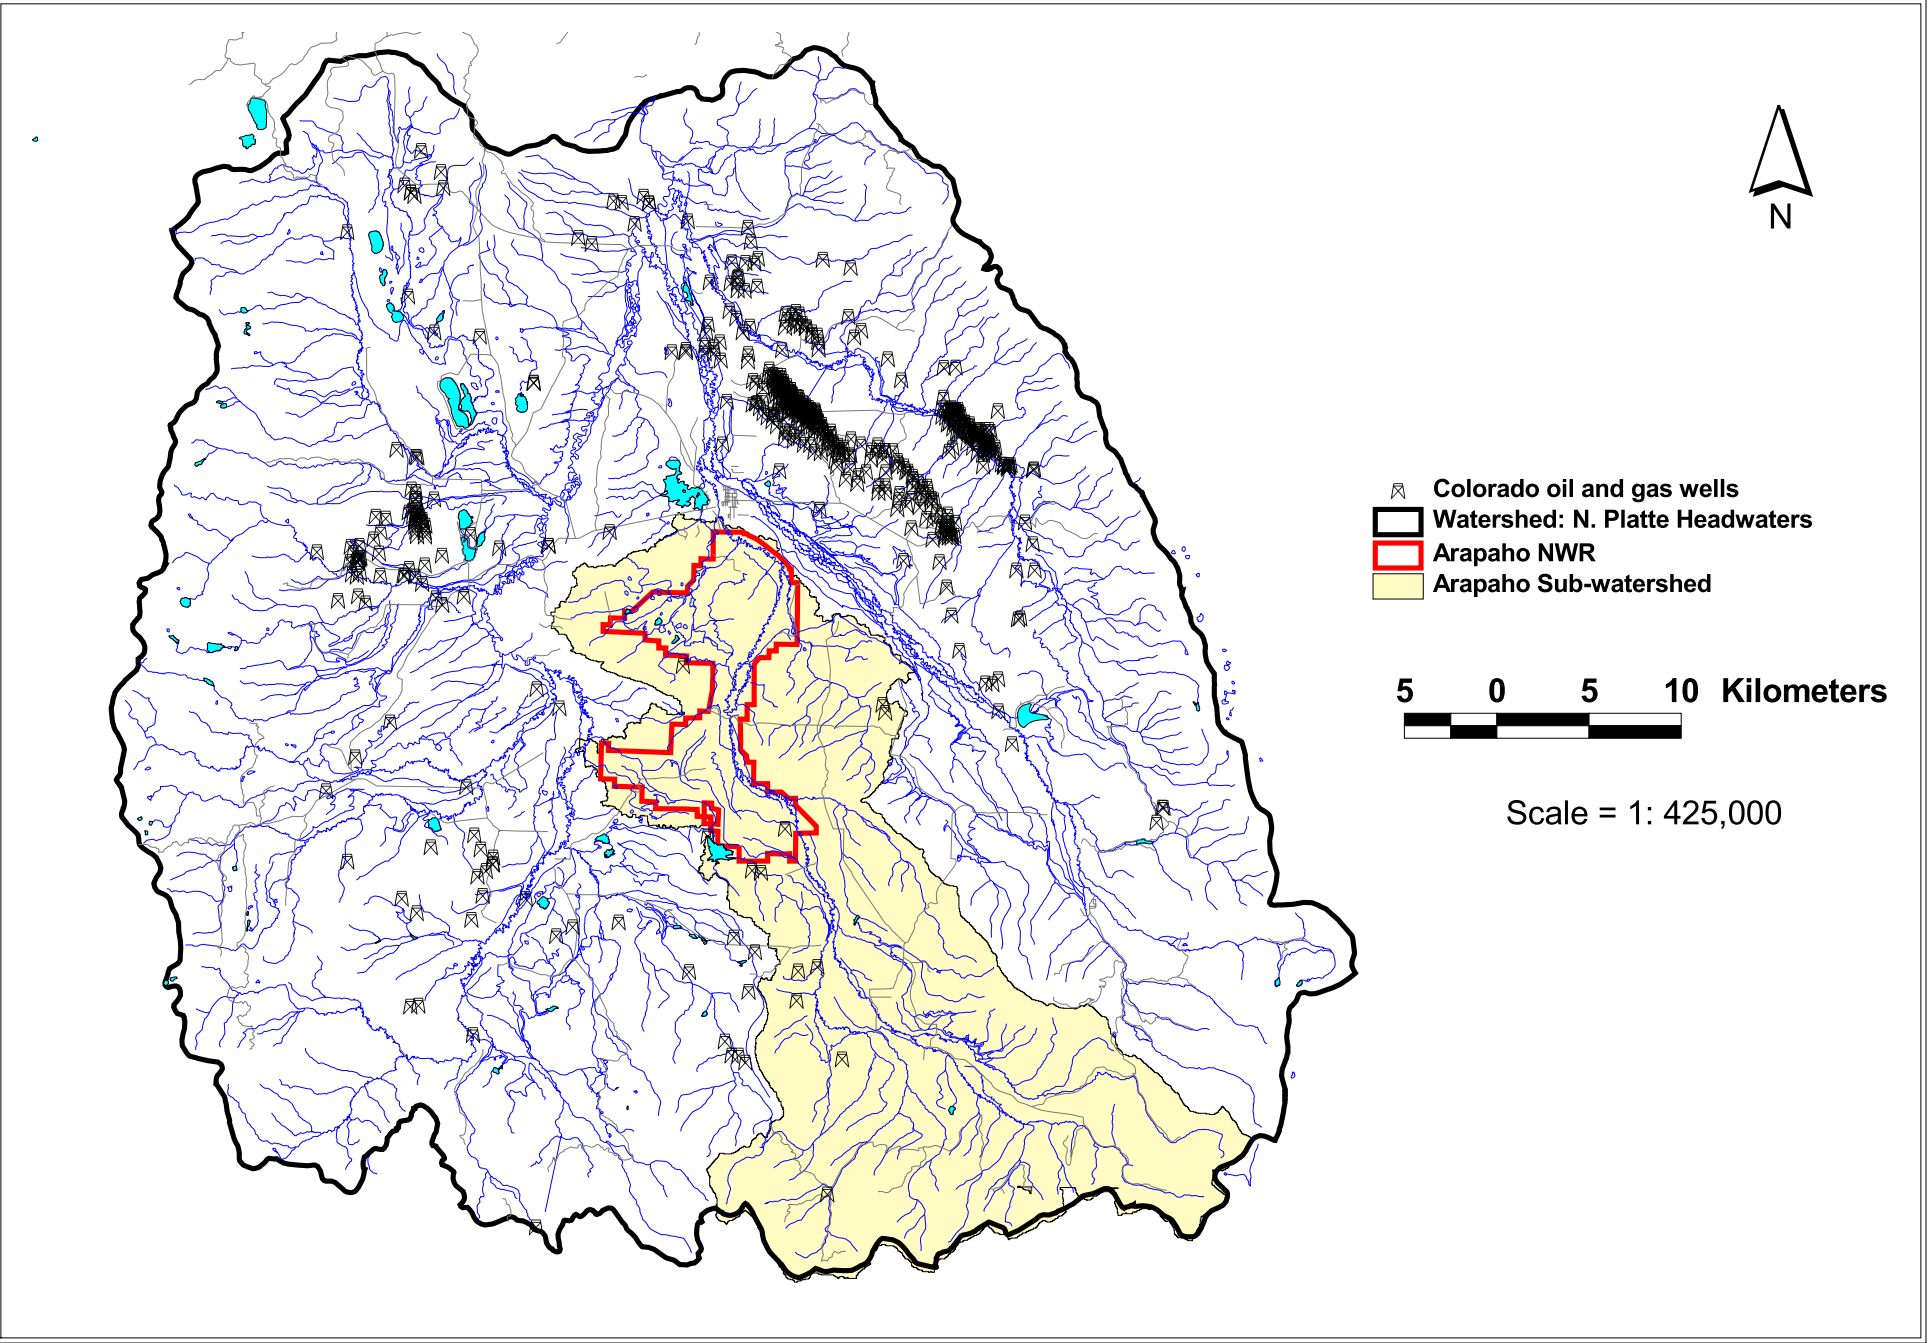 N
Colorado oil and gas wells
Watershed: N. Platte Headwaters
Arapaho NWR
Arapaho Sub-watershed
5 0 5 10 Kilometers
Scale = 1: 425,000